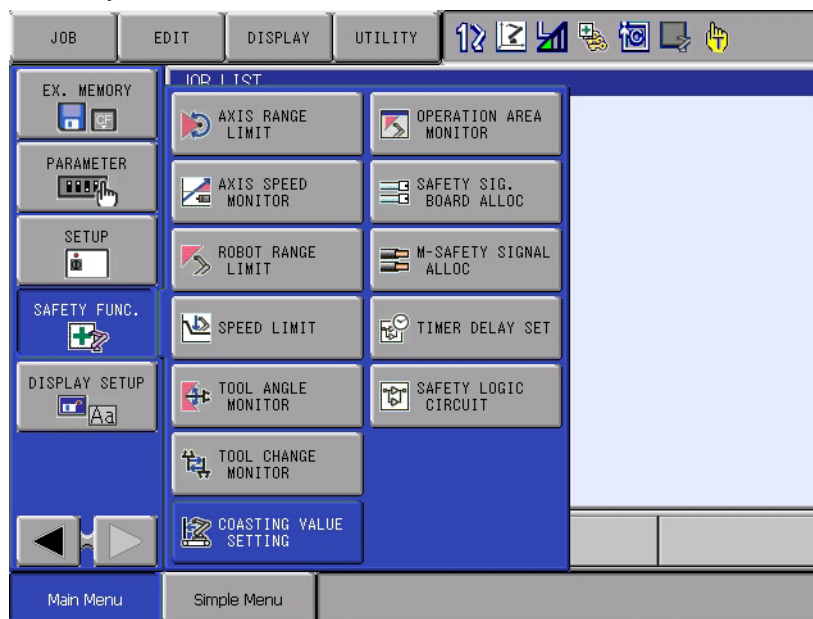 JOB
EDIT
DISPLAY
UTILITY
JOB LIST
EX. MEMORY
CF
PARAMETER
SETUP
SAFETY FUNC.
DISPLAY SETUP
Aa
AXIS RANGE
LIMIT
OPERATION AREA
MONITOR
AXIS SPEED
MONITOR
SAFETY SIG.
BOARD ALLOC
ROBOT RANGE
LIMIT
M-SAFETY SIGNAL
ALLOC
SPEED LIMIT
TIMER DELAY SET
TOOL ANGLE
MONITOR
SAFETY LOGIC
CIRCUIT
TOOL CHANGE
MONITOR
COASTING VALUE
SETTING
Main Menu
Simple Menu